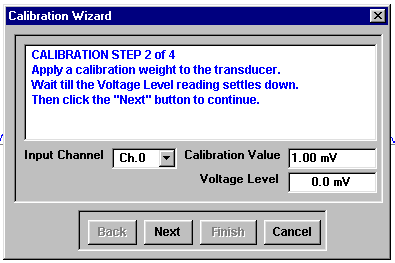 Calibration Wizard
CALIBRATION STEP 2 of 4
Apply a calibration weight to the transducer.
Wait till the Voltage Level reading settles down.
Then click the "Next" button to continue.
Input Channel Ch.0 Calibration Value 1.00 mV
Voltage Level 0.0 mV
Back Next Finish Cancel